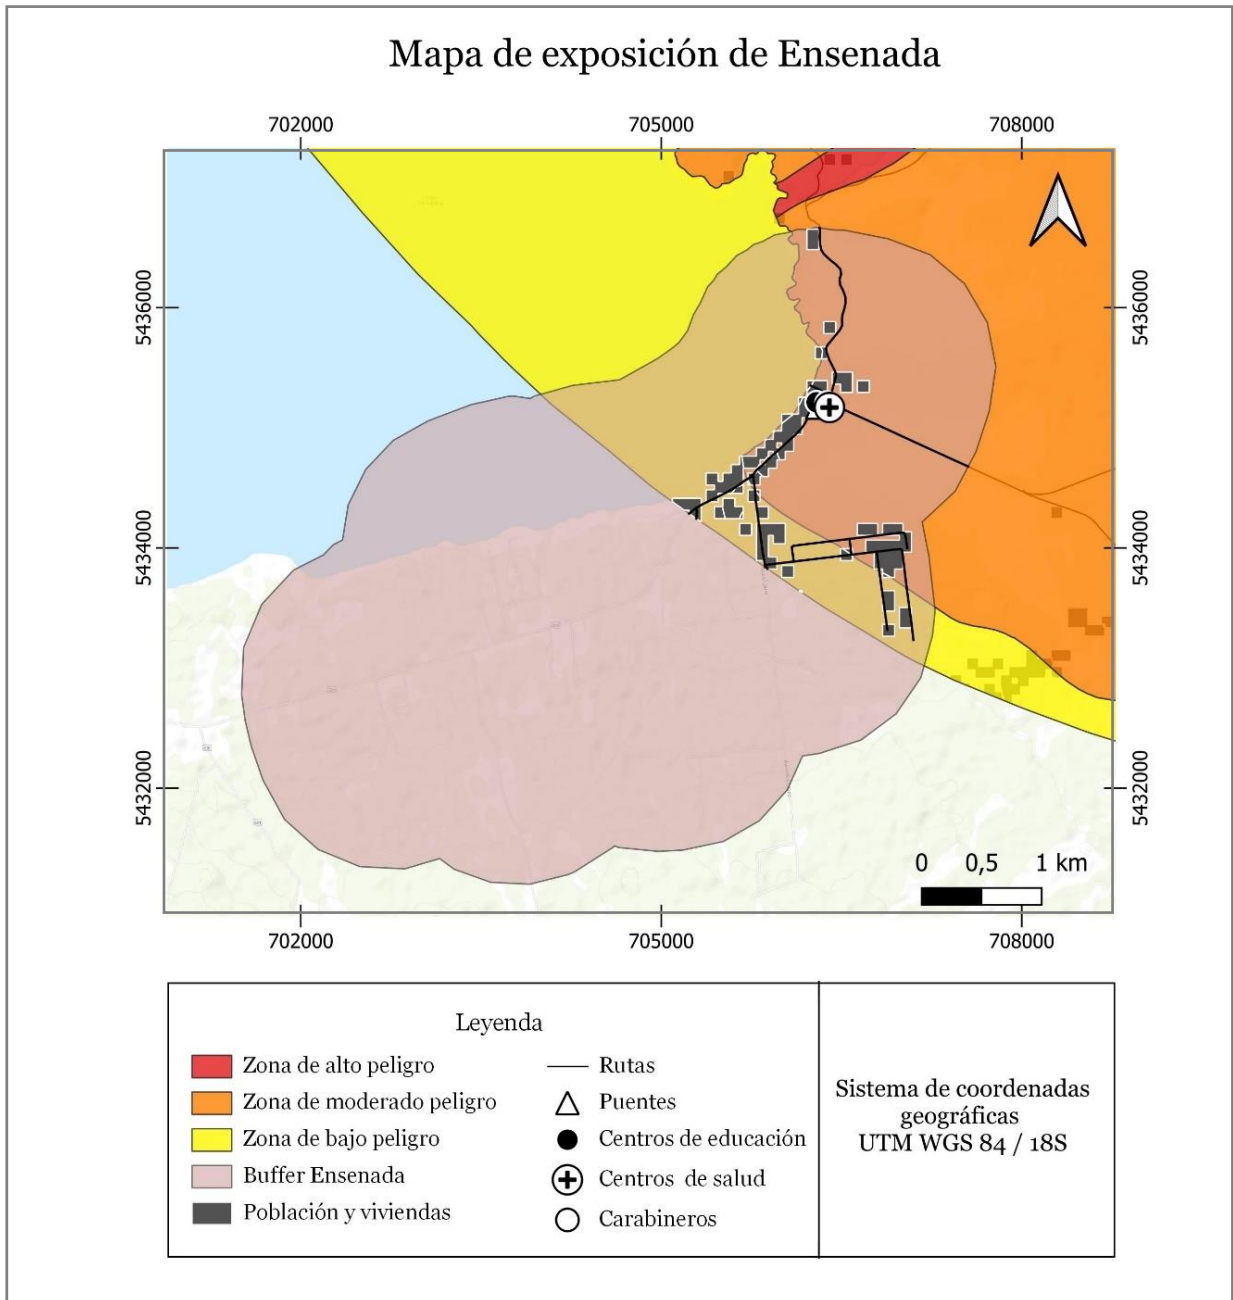 Mapa de exposición de Ensenada
702000 705000 708000
5436000 5436000
5434000 5434000
5432000 5432000
0 0,5 1 km
702000 705000 708000
Leyenda
Zona de alto peligro
Zona de moderado peligro
Zona de bajo peligro
Buffer Ensenada
Población y viviendas
Rutas
Puentes
Centros de educación
Centros de salud
Carabineros
Sistema de coordenadas
geográficas
UTM WGS 84 / 18S